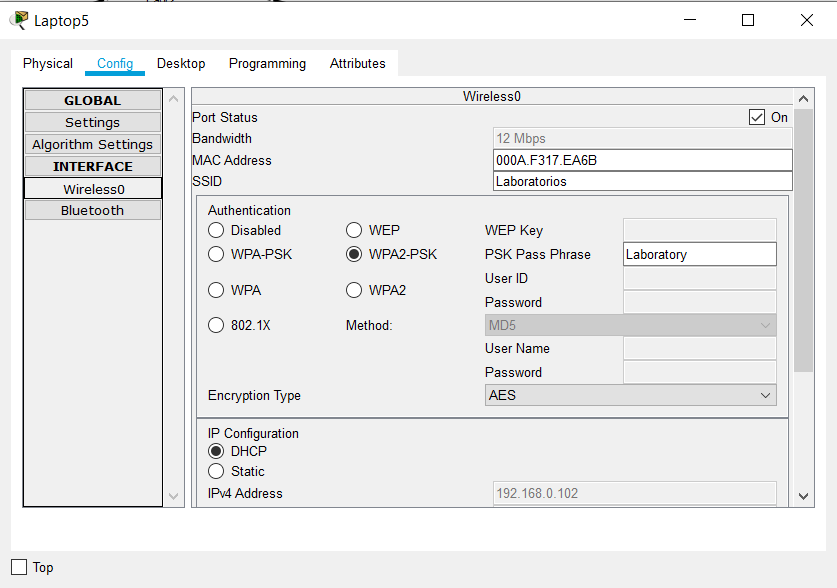 Laptop5
Physical Config Desktop Programming Attributes
GLOBAL
Settings
Algorithm Settings
INTERFACE
Wireless0
Bluetooth
Wireless0
Port Status On
Bandwidth 12 Mbps
MAC Address 000A.F317.EA6B
SSID Laboratorios
Authentication
Disabled WEP WEP Key
WPA-PSK WPA2-PSK PSK Pass Phrase Laboratory
User ID
WPA WPA2 Password
802.1X Method: MD5
User Name
Password
Encryption Type AES
IP Configuration
DHCP
Static
IPv4 Address 192.168.0.102
Top